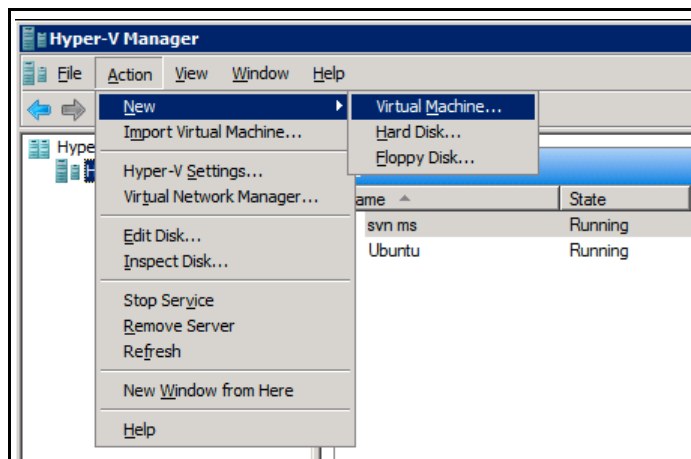 Hyper-V Manager
File Action View Window Help
New Virtual Machine...
Import Virtual Machine... Hard Disk...
Floppy Disk...
Hype
H
Hyper-V Settings...
Virtual Network Manager...
ame State
svn ms Running
Edit Disk...
Ubuntu Running
Inspect Disk...
Stop Service
Remove Server
Refresh
New Window from Here
Help